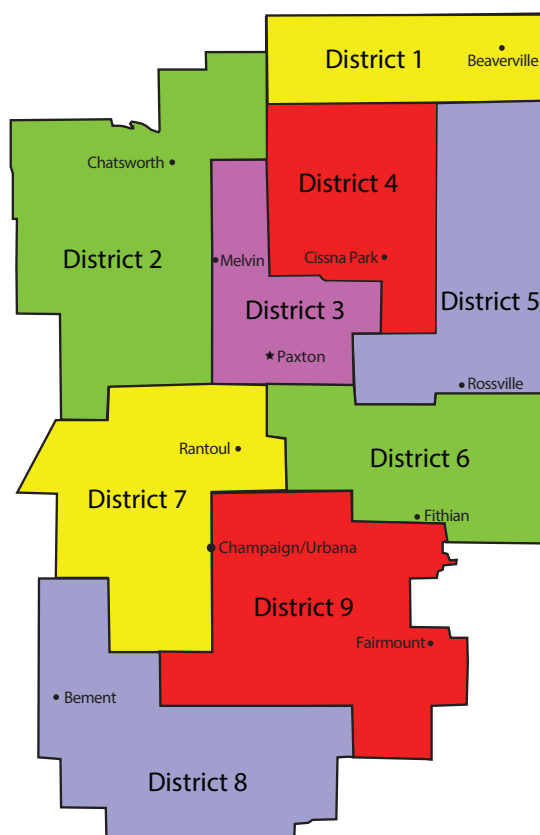 District 1
Beaverville
Chatsworth
District 4
District 2
Melvin
Cissna Park
District 3
District 5
Paxton
Rossville
Rantoul
District 6
District 7
Fithian
Champaign/Urbana
District 9
Fairmount
Bement
District 8